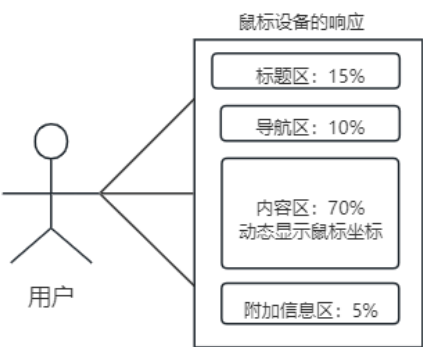 鼠标设备的响应
标题区：15%
导航区：10%
内容区：70%
动态显示鼠标坐标
附加信息区：5%
用户